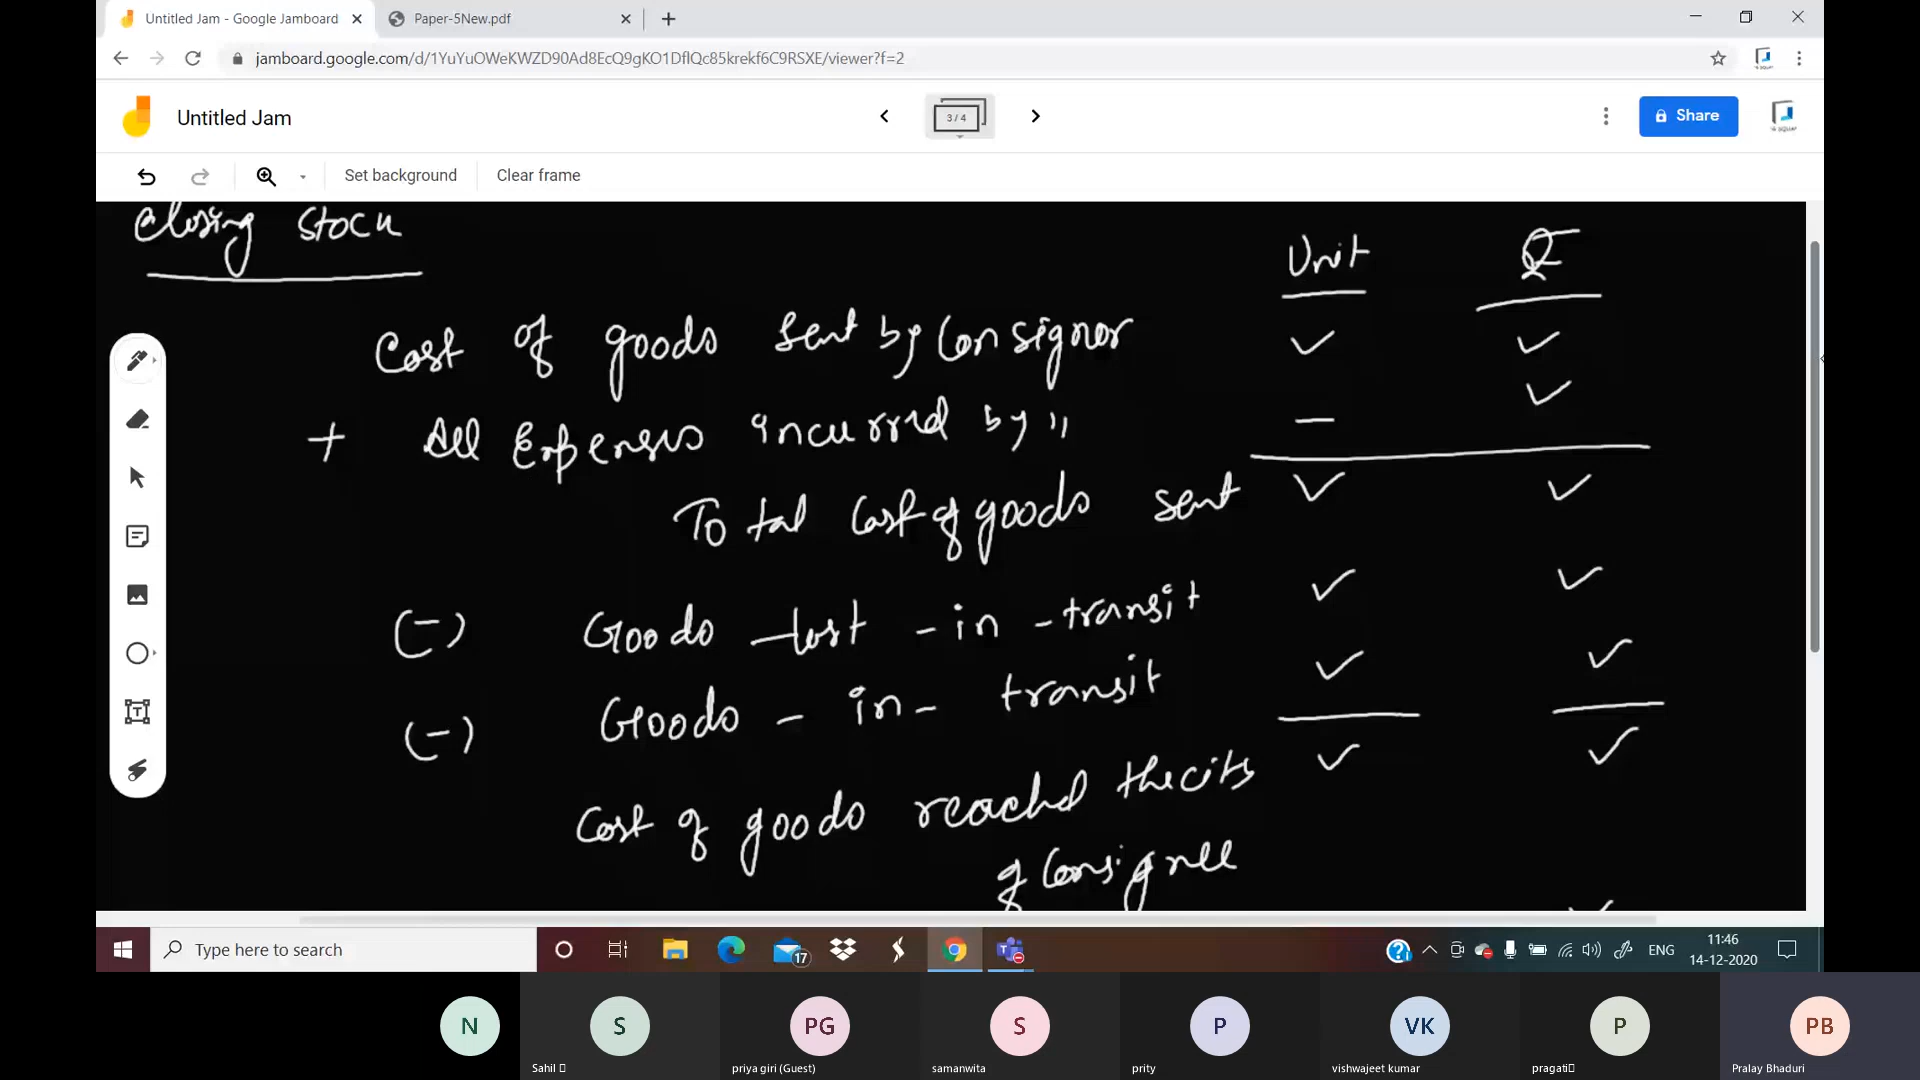 Untitled Jam - Google Jamboard
Paper-5New.pdf
jamboard.google.com/d/1YuYuOWeKWZD90Ad8EcQ9gKO1DflQc85krekf6C9RSXE/viewer?f=2
Untitled Jam
3 / 4
Share
Set background
Clear frame
Closing stock
Unit ₹
Cost of goods sent by Consignor ✓ ✓
+ All Expenses incurred by " — ✓
Total Cost of goods sent ✓ ✓
(-) Goods - lost - in - transit ✓ ✓
(-) Goods - in - transit ✓ ✓
Cost of goods reached the city ✓ ✓
of Consignee
Type here to search
17
ENG
11:46
14-12-2020
N S PG S P VK P PB
Sahil priya giri (Guest) samanwita prity vishwajeet kumar pragati Pralay Bhaduri